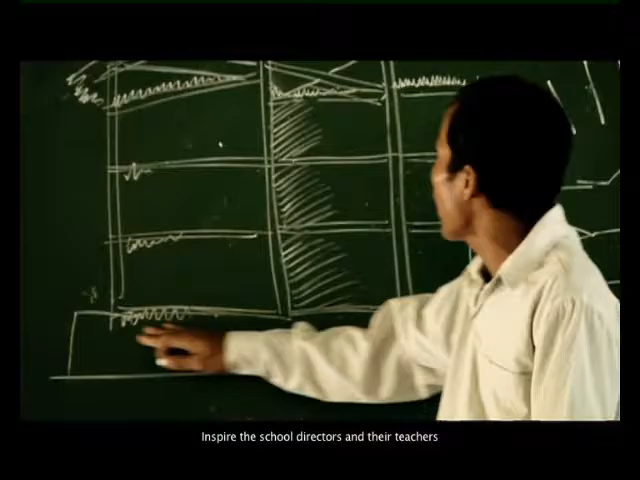 Inspire the school directors and their teachers